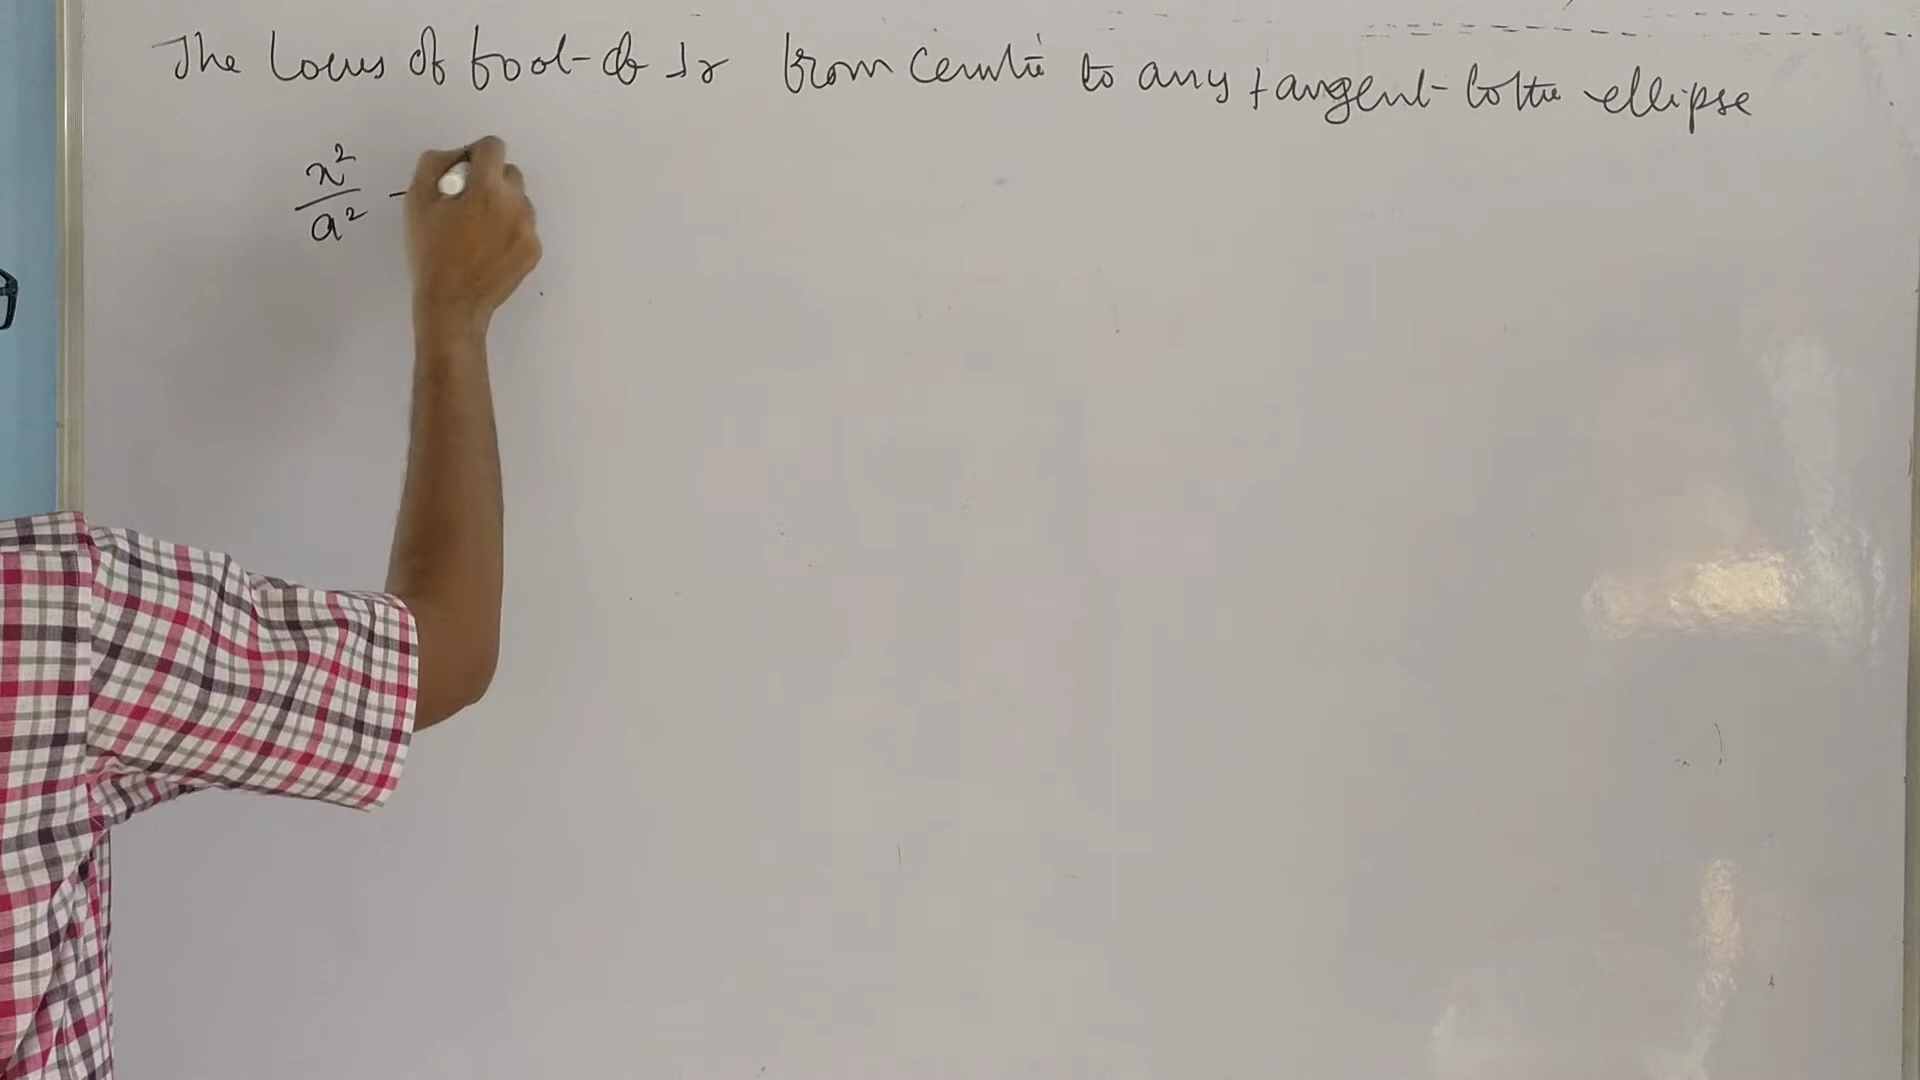 The Locus of foot of ⊥r from centre to any tangent to the ellipse
x²/a² -